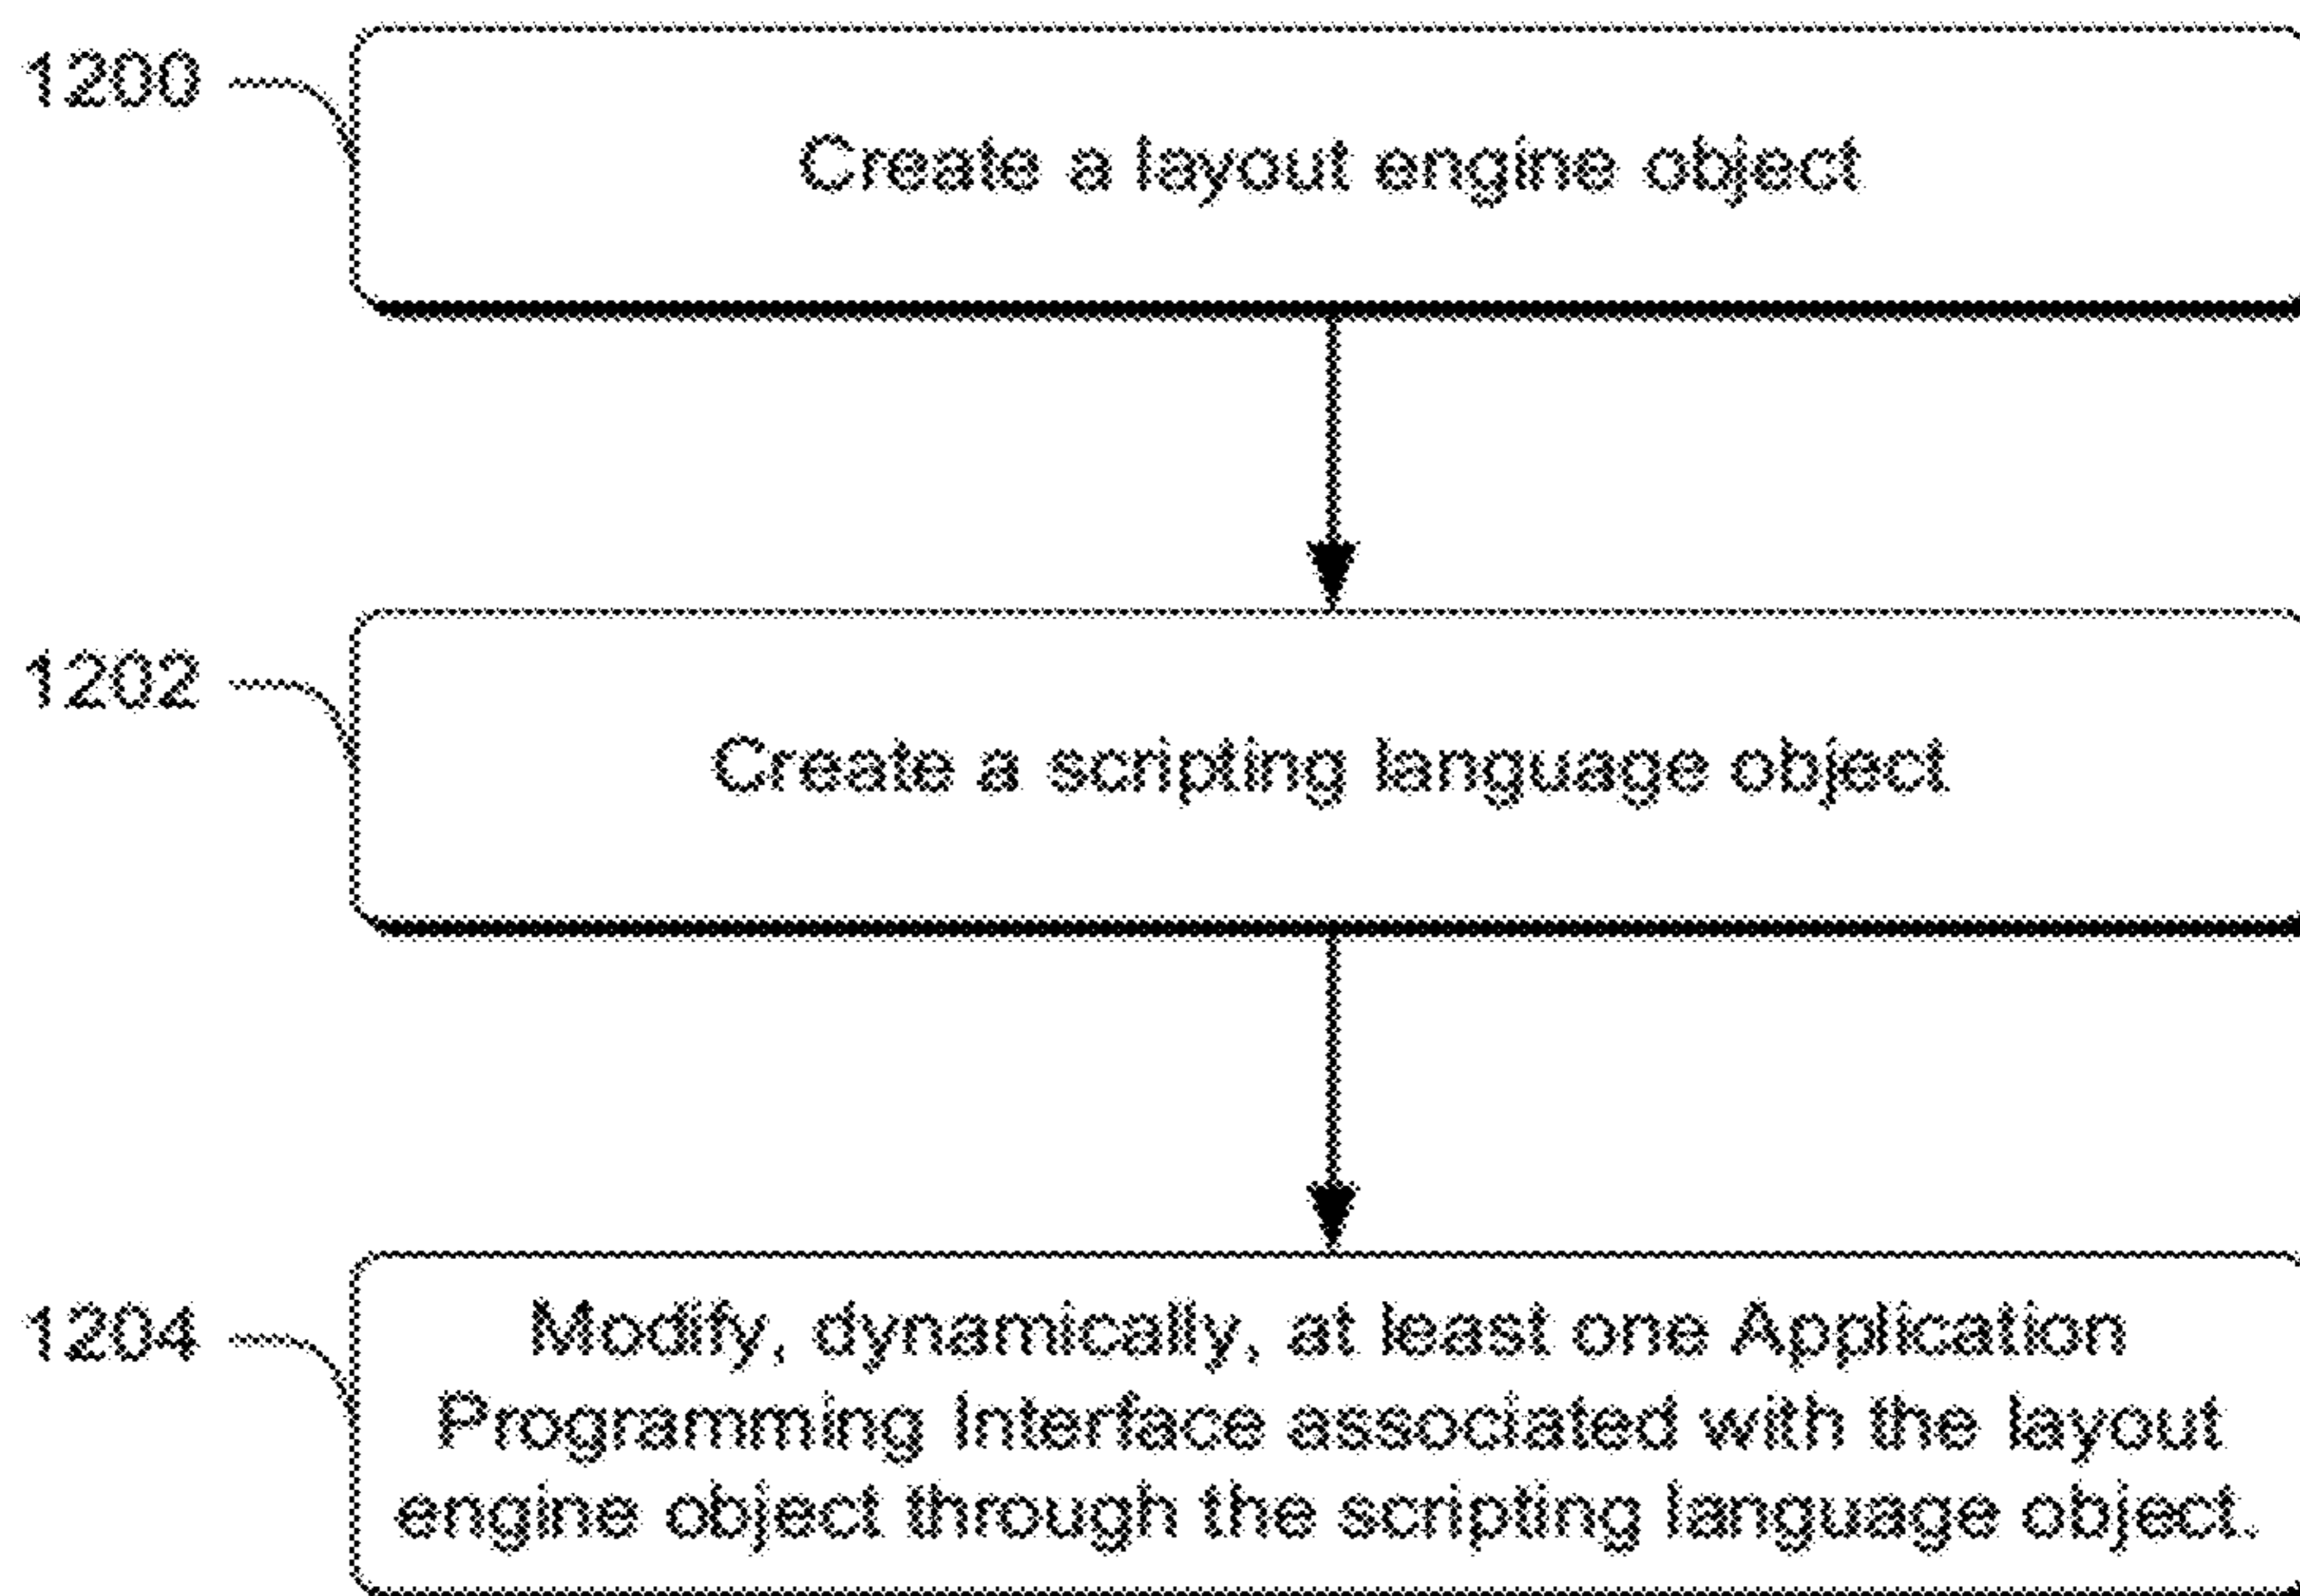 1200
Create a layout engine object
1202
Create a scripting language object
1204
Modify, dynamically, at least one Application
Programming Interface associated with the layout
engine object through the scripting language object.